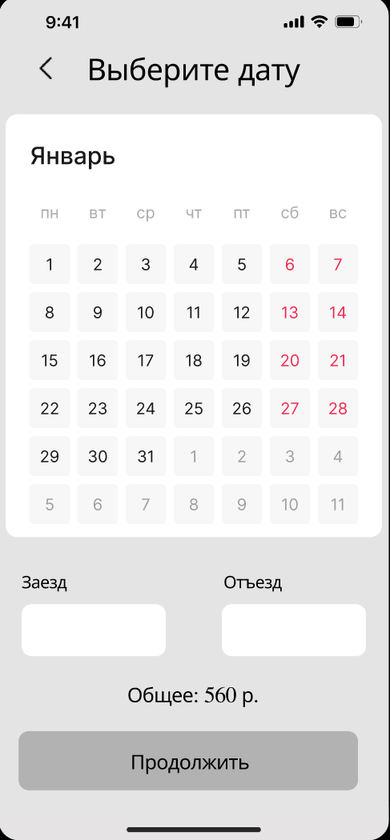 9:41
Выберите дату
Январь
пн вт ср чт пт сб вс
1 2 3 4 5 6 7
8 9 10 11 12 13 14
15 16 17 18 19 20 21
22 23 24 25 26 27 28
29 30 31 1 2 3 4
5 6 7 8 9 10 11
Заезд Отъезд
Общее: 560 р.
Продолжить